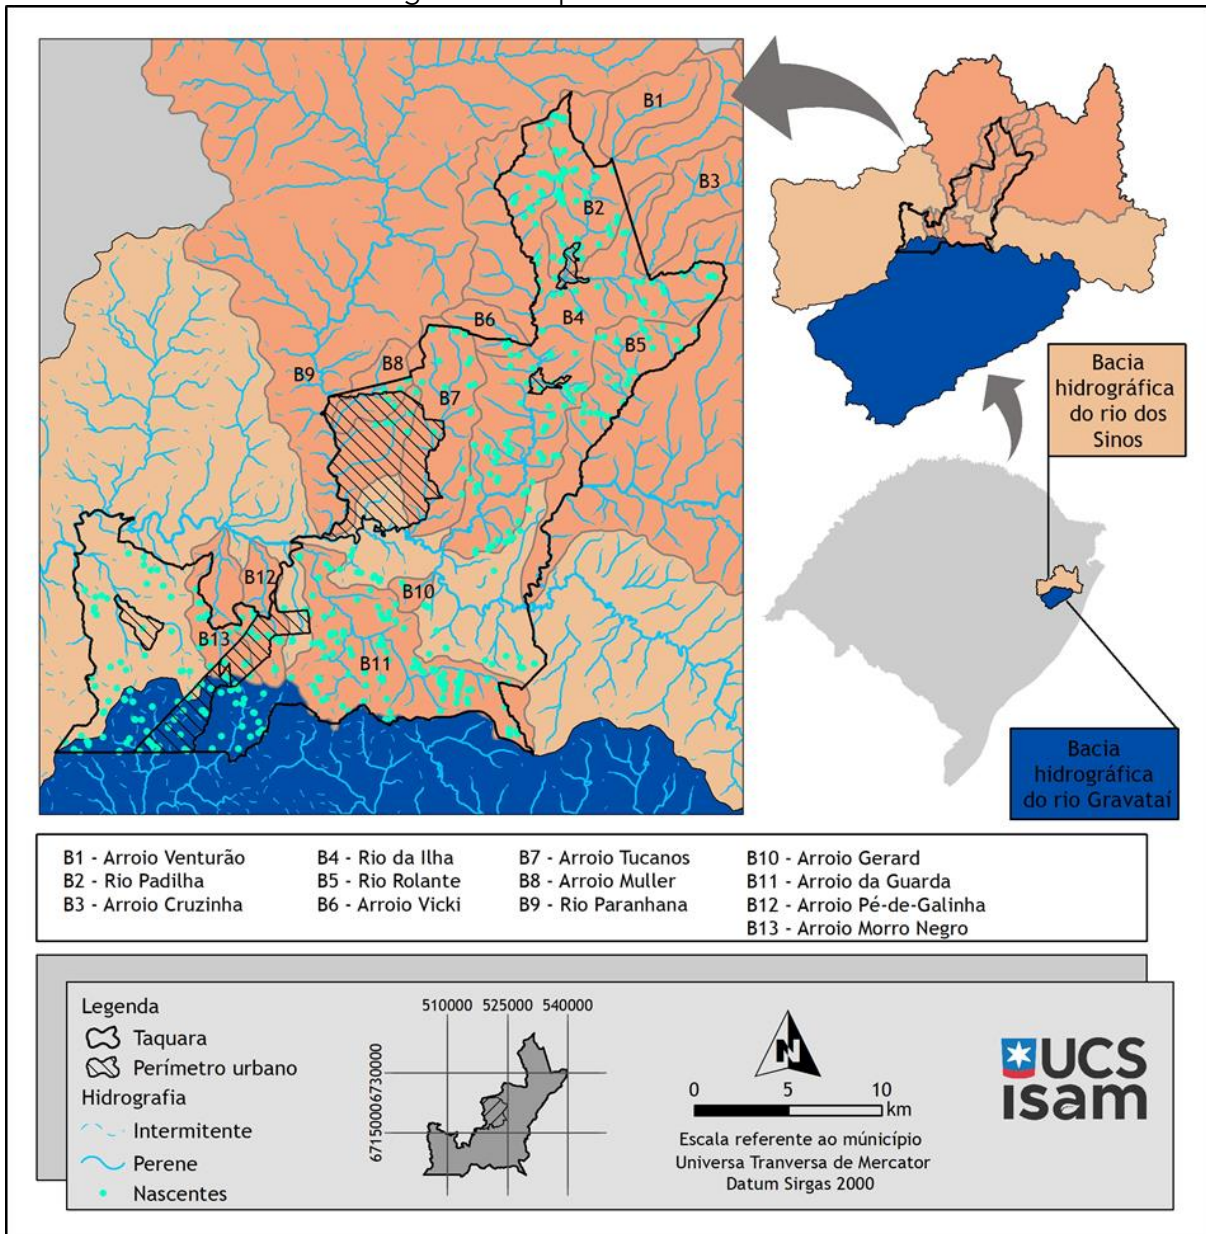 B1
B3
B2
B4
B6
B5
B8
B9
B7
B12
B10
B13
B11
Bacia
hidrográfica
do rio dos
Sinos
Bacia
hidrográfica
do rio Gravataí
B1 - Arroio Venturão
B2 - Rio Padilha
B3 - Arroio Cruzinha
B4 - Rio da Ilha
B5 - Rio Rolante
B6 - Arroio Vicki
B7 - Arroio Tucanos
B8 - Arroio Muller
B9 - Rio Paranhana
B10 - Arroio Gerard
B11 - Arroio da Guarda
B12 - Arroio Pé-de-Galinha
B13 - Arroio Morro Negro
Legenda
Taquara
Perímetro urbano
Hidrografia
Intermitente
Perene
Nascentes
510000 525000 540000
6730000
6715000
N
0 5 10
km
Escala referente ao múnicípio
Universa Tranversa de Mercator
Datum Sirgas 2000
UCS
isam